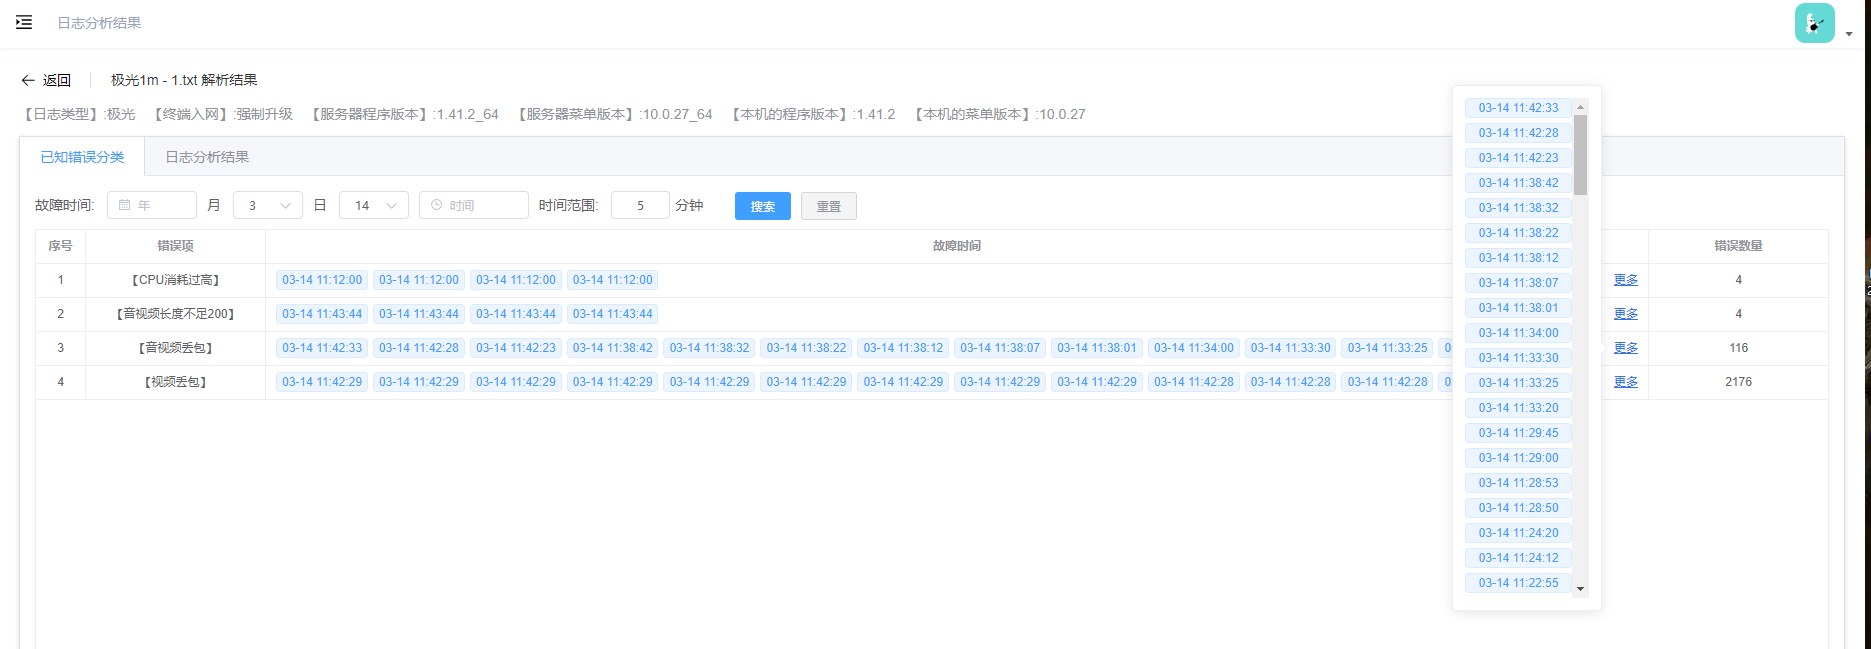 日志分析结果
返回 极光1m - 1.txt 解析结果
【日志类型】:极光 【终端入网】:强制升级 【服务器程序版本】:1.41.2_64 【服务器菜单版本】:10.0.27_64 【本机的程序版本】:1.41.2 【本机的菜单版本】:10.0.27
已知错误分类 日志分析结果
故障时间: 年 月 3 日 14 时间 时间范围: 5 分钟 搜索 重置
序号 错误项 故障时间 错误数量
1 【CPU消耗过高】 03-14 11:12:00 03-14 11:12:00 03-14 11:12:00 03-14 11:12:00 更多 4
2 【音视频长度不足200】 03-14 11:43:44 03-14 11:43:44 03-14 11:43:44 03-14 11:43:44 更多 4
3 【音视频丢包】 03-14 11:42:33 03-14 11:42:28 03-14 11:42:23 03-14 11:38:42 03-14 11:38:32 03-14 11:38:22 03-14 11:38:12 03-14 11:38:07 03-14 11:38:01 03-14 11:34:00 03-14 11:33:30 03-14 11:33:25 更多 116
4 【视频丢包】 03-14 11:42:29 03-14 11:42:29 03-14 11:42:29 03-14 11:42:29 03-14 11:42:29 03-14 11:42:29 03-14 11:42:29 03-14 11:42:29 03-14 11:42:29 03-14 11:42:28 03-14 11:42:28 03-14 11:42:28 更多 2176
03-14 11:42:33
03-14 11:42:28
03-14 11:42:23
03-14 11:38:42
03-14 11:38:32
03-14 11:38:22
03-14 11:38:12
03-14 11:38:07
03-14 11:38:01
03-14 11:34:00
03-14 11:33:30
03-14 11:33:25
03-14 11:33:20
03-14 11:29:45
03-14 11:29:00
03-14 11:28:53
03-14 11:28:50
03-14 11:24:20
03-14 11:24:12
03-14 11:22:55